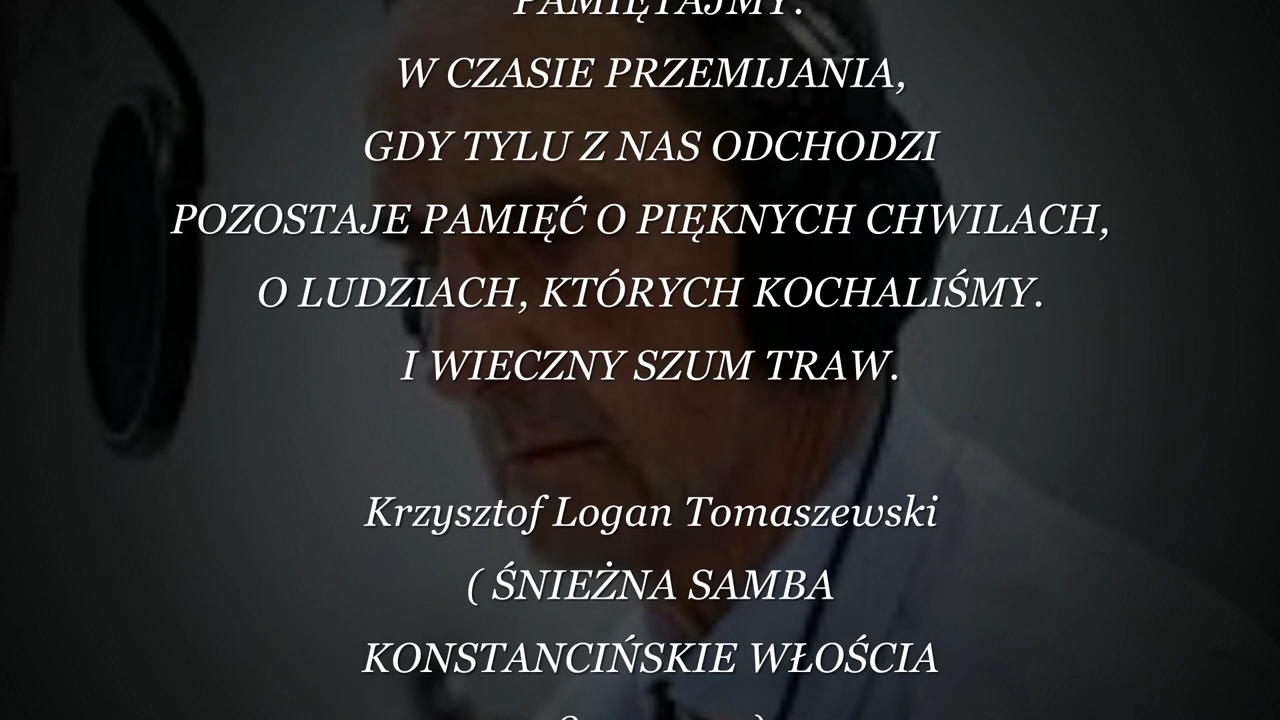 PAMIĘTAJMY.
W CZASIE PRZEMIJANIA,
GDY TYLU Z NAS ODCHODZI
POZOSTAJE PAMIĘĆ O PIĘKNYCH CHWILACH,
O LUDZIACH, KTÓRYCH KOCHALIŚMY.
I WIECZNY SZUM TRAW.
Krzysztof Logan Tomaszewski
( ŚNIEŻNA SAMBA
KONSTANCIŃSKIE WŁOŚCIA